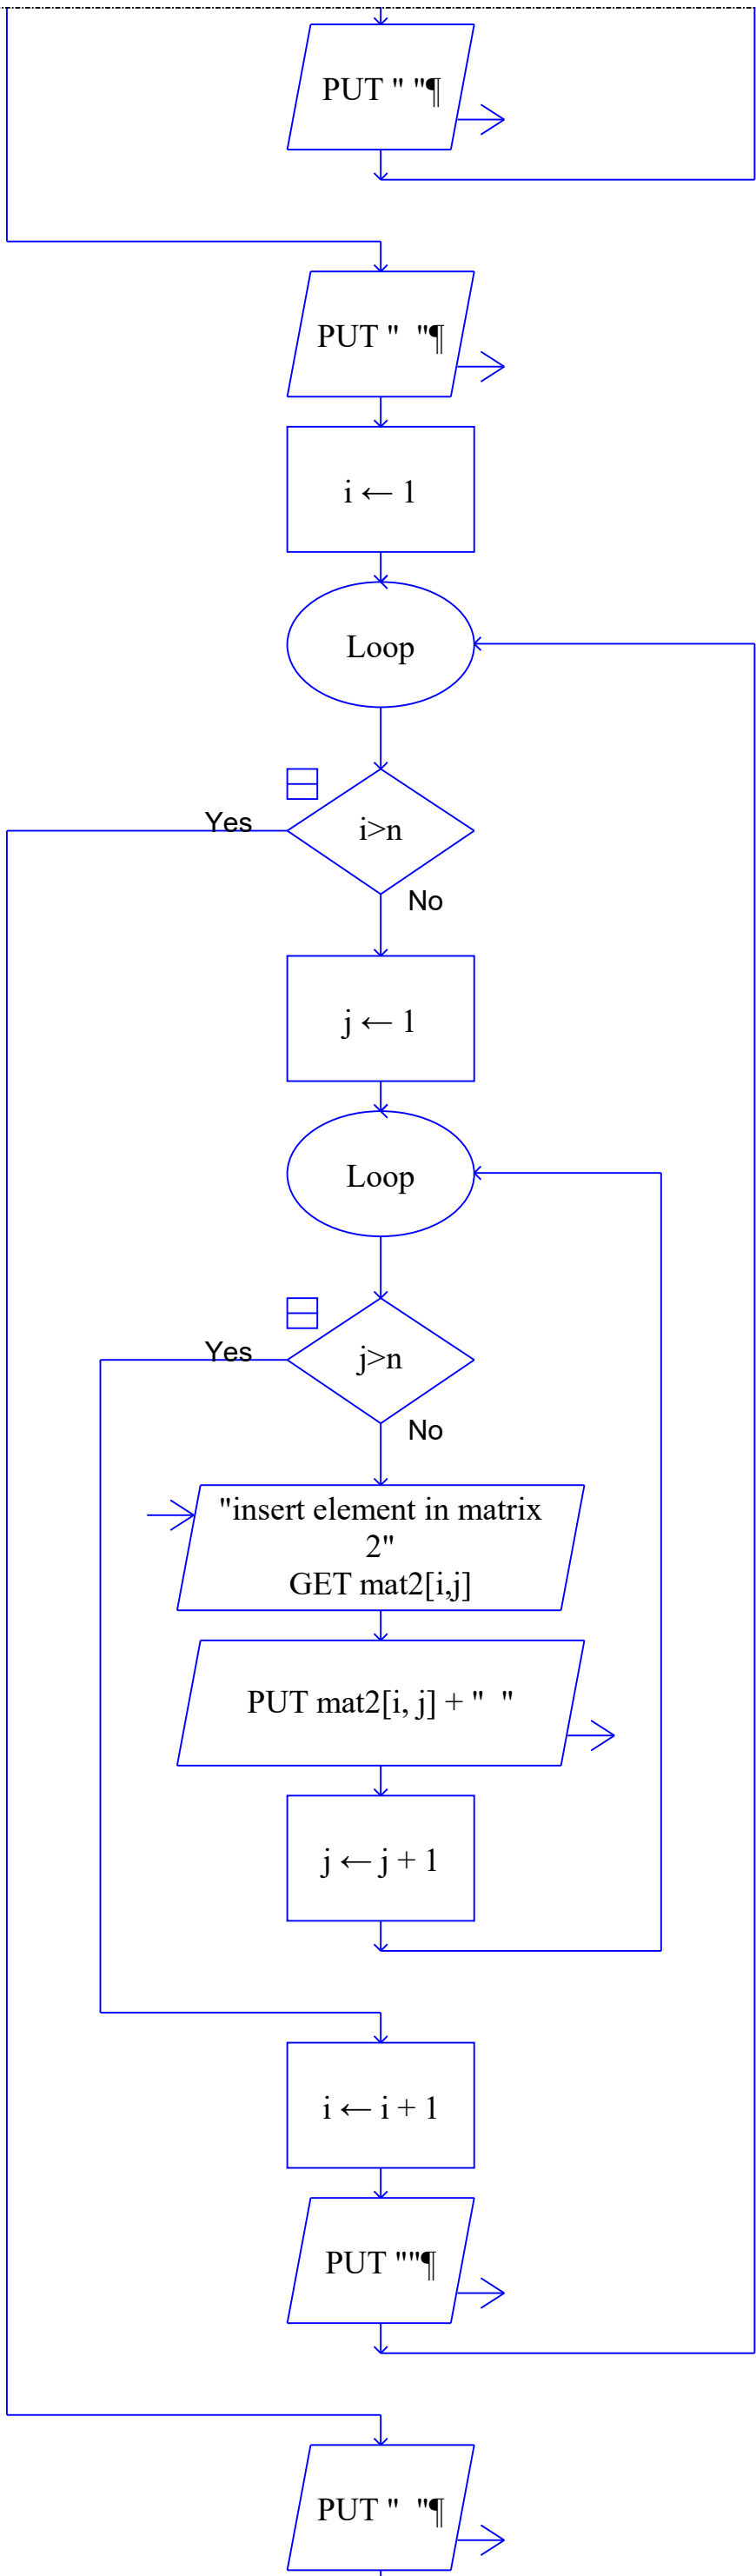 PUT " "¶
PUT "  "¶
i ← 1
Loop
i>n
Yes
No
j ← 1
Loop
j>n
Yes
No
"insert element in matrix
2"
GET mat2[i,j]
PUT mat2[i, j] + "  "
j ← j + 1
i ← i + 1
PUT ""¶
PUT "  "¶